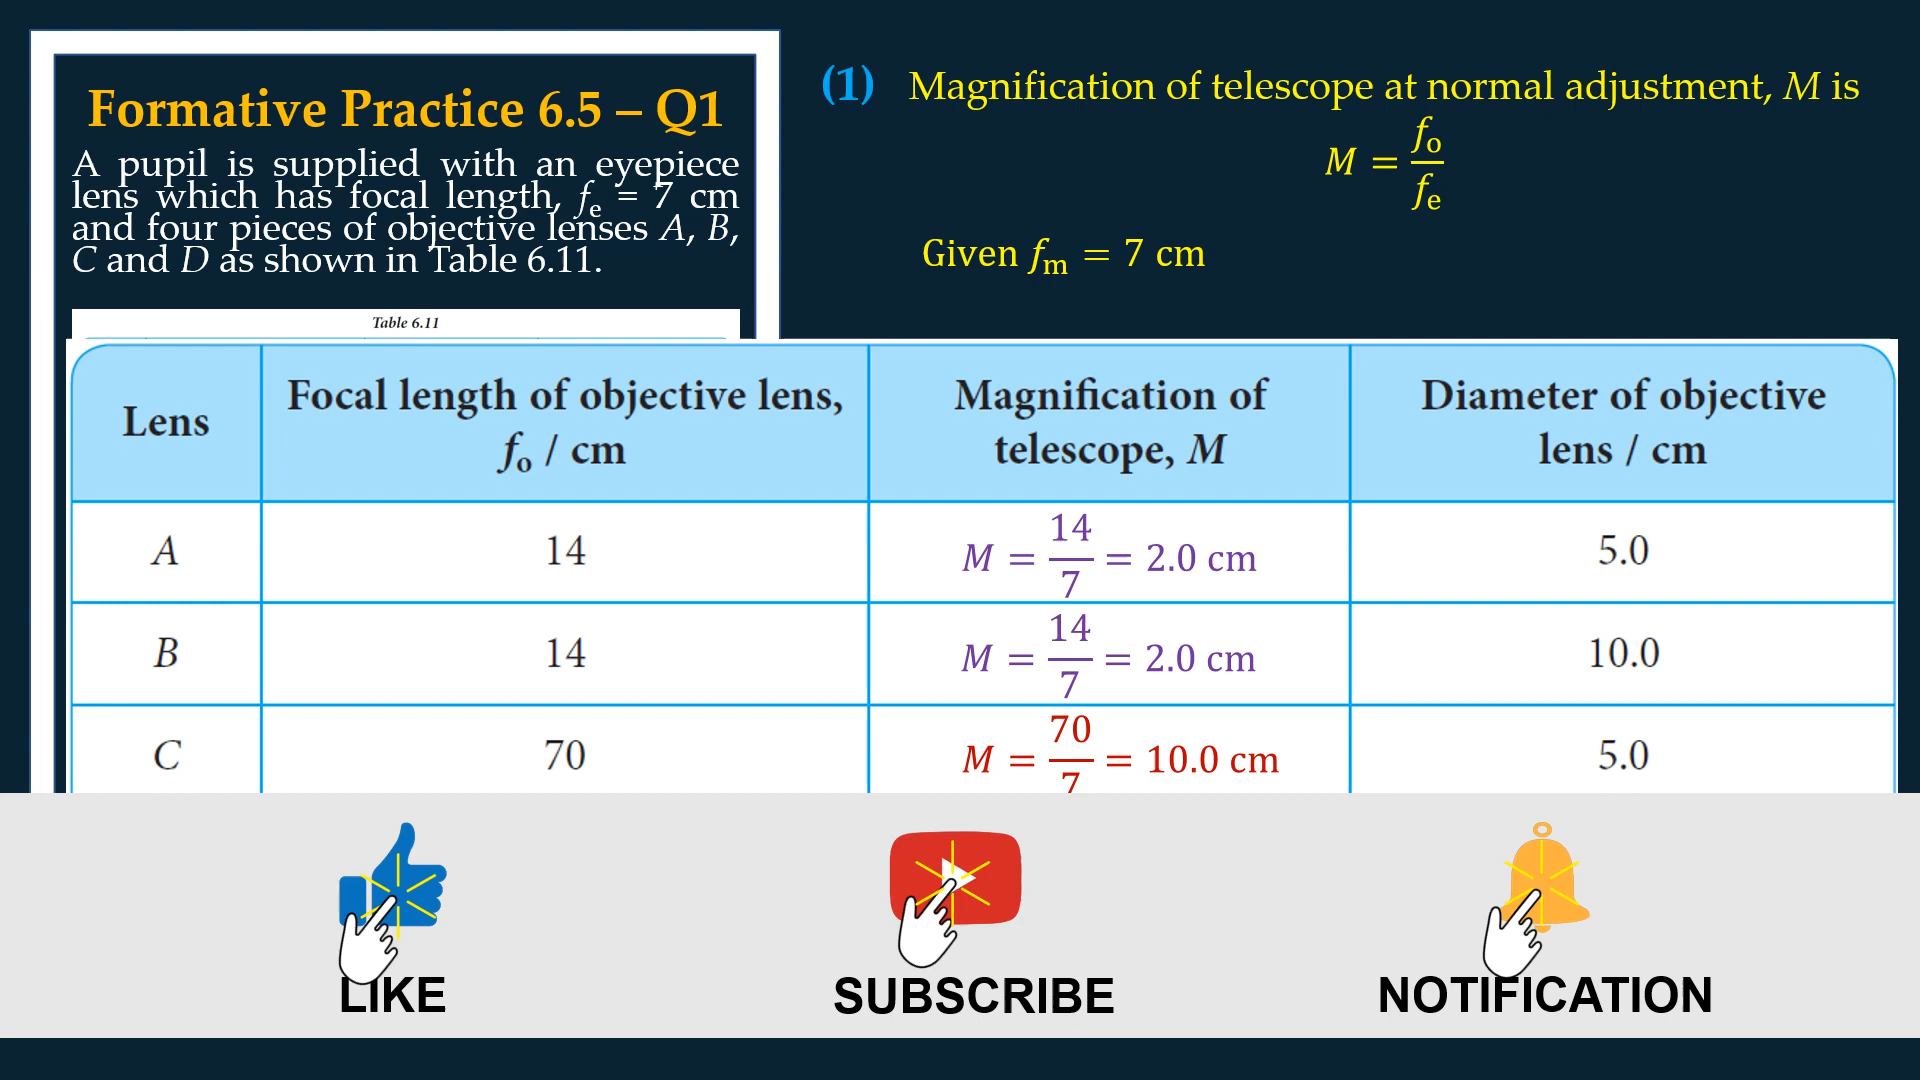 Formative Practice 6.5 – Q1
A pupil is supplied with an eyepiece
lens which has focal length, fe = 7 cm
and four pieces of objective lenses A, B,
C and D as shown in Table 6.11.
(1) Magnification of telescope at normal adjustment, M is
M = fo/fe
Given fm = 7 cm
Table 6.11
Lens
Focal length of objective lens,
fo / cm
Magnification of
telescope, M
Diameter of objective
lens / cm
A 14 M = 14/7 = 2.0 cm 5.0
B 14 M = 14/7 = 2.0 cm 10.0
C 70 M = 70/7 = 10.0 cm 5.0
LIKE SUBSCRIBE NOTIFICATION